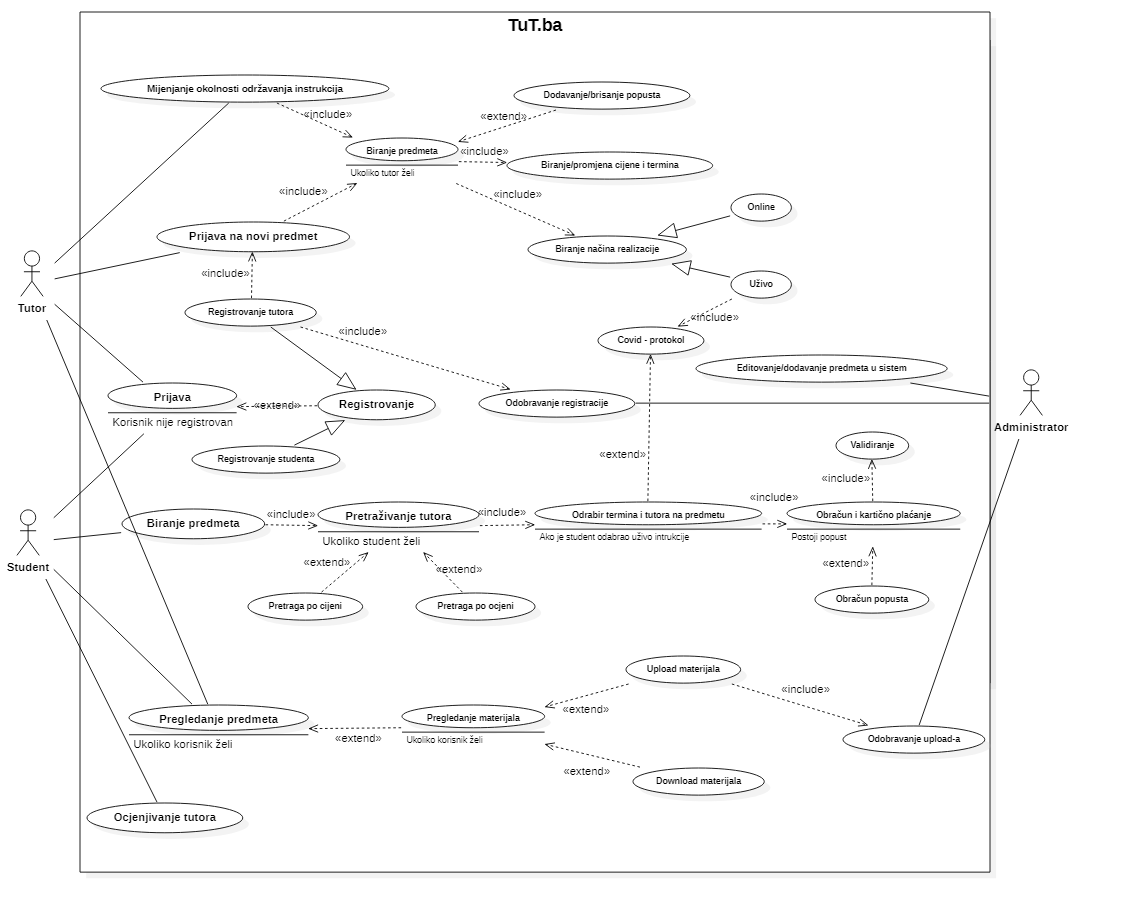 TuT.ba
Mijenjanje okolnosti održavanja instrukcija
Dodavanje/brisanje popusta
«include»
«extend»
Biranje predmeta
«include»
Biranje/promjena cijene i termina
Ukoliko tutor želi
«include»
«include»
Online
Prijava na novi predmet
Biranje načina realizacije
«include»
Uživo
Tutor
Registrovanje tutora
«include»
«include»
Covid - protokol
Editovanje/dodavanje predmeta u sistem
Prijava
«extend»
Registrovanje
Odobravanje registracije
Korisnik nije registrovan
Administrator
Validiranje
«extend»
Registrovanje studenta
«include»
«include»
Biranje predmeta
«include»
Pretraživanje tutora
«include»
Odrabir termina i tutora na predmetu
Obračun i kartično plaćanje
Ukoliko student želi
Ako je student odabrao uživo intrukcije
Postoji popust
Student
«extend»
«extend»
«extend»
Pretraga po cijeni
Pretraga po ocjeni
Obračun popusta
Upload materijala
«include»
«extend»
Pregledanje predmeta
Pregledanje materijala
Ukoliko korisnik želi
«extend»
Ukoliko korisnik želi
Odobravanje upload-a
«extend»
Download materijala
Ocjenjivanje tutora